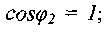 cosφ₂ = 1;